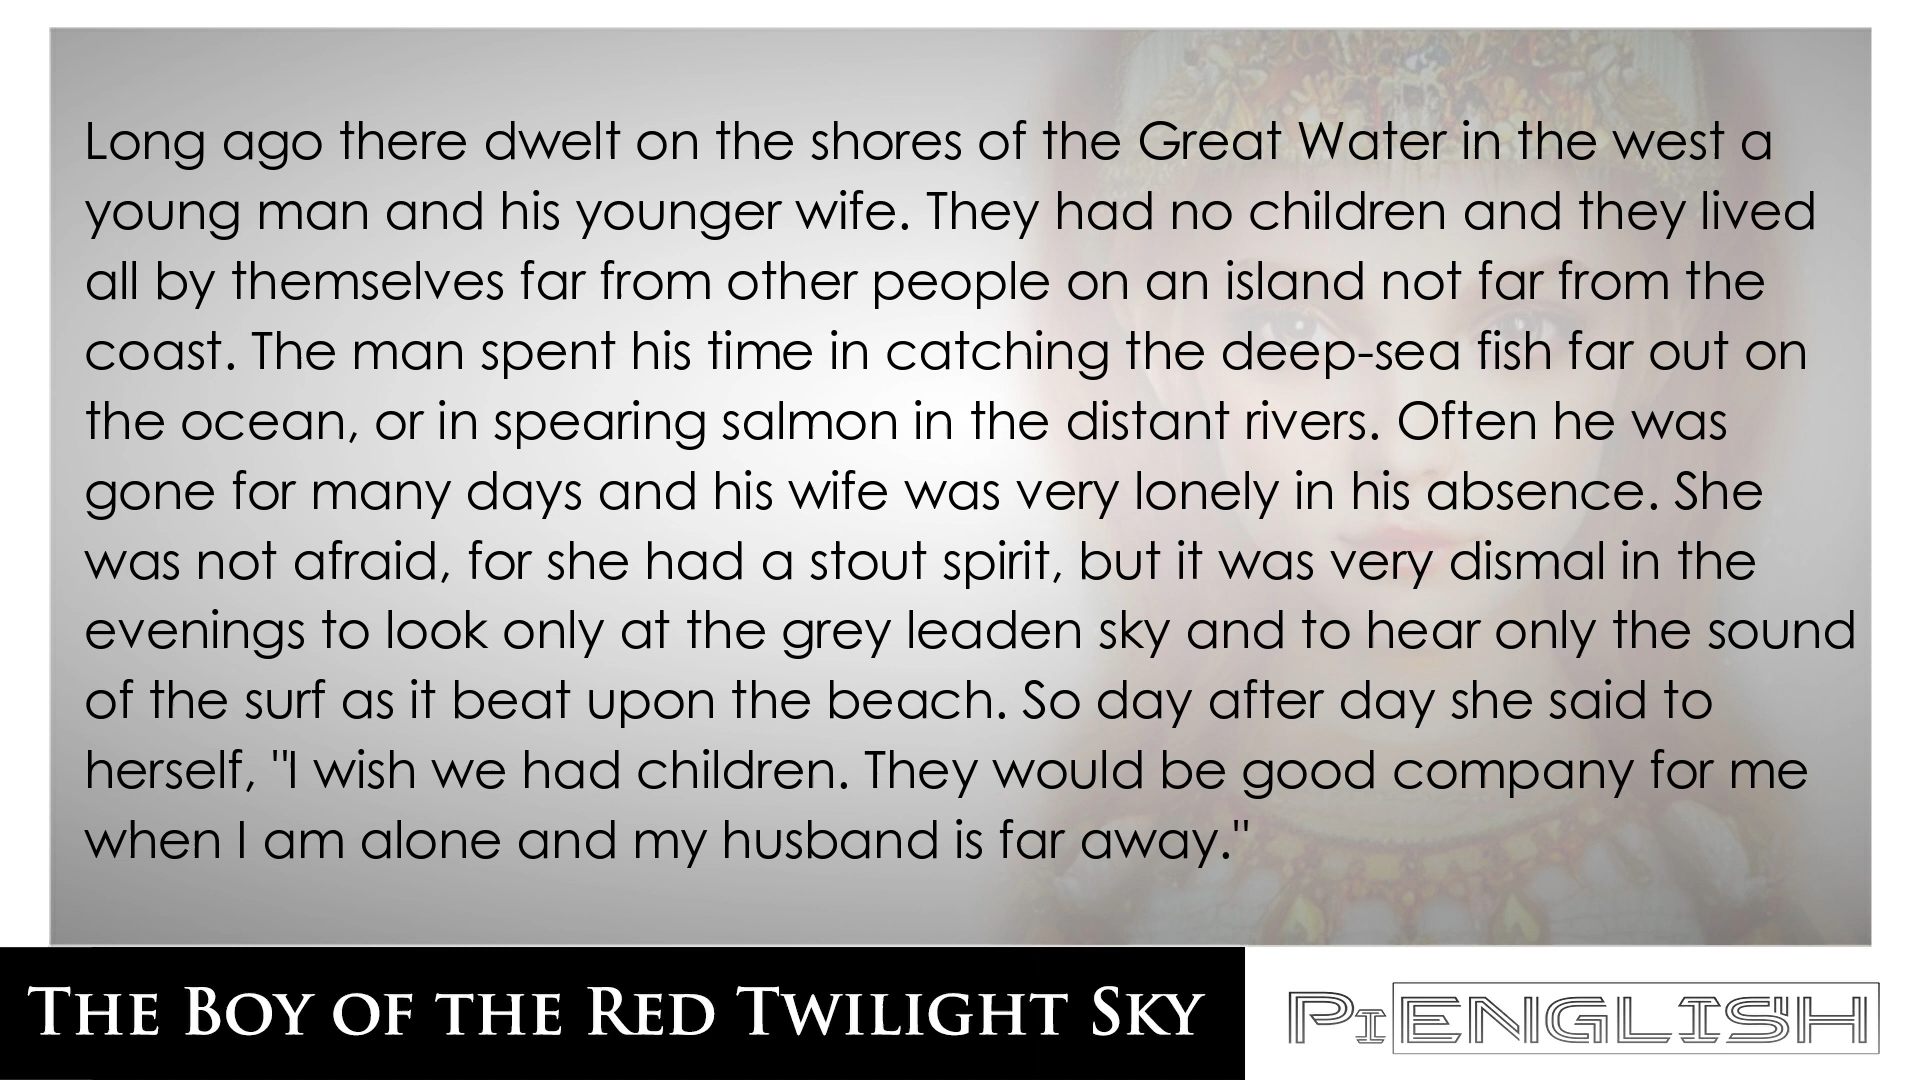 Long ago there dwelt on the shores of the Great Water in the west a
young man and his younger wife. They had no children and they lived
all by themselves far from other people on an island not far from the
coast. The man spent his time in catching the deep-sea fish far out on
the ocean, or in spearing salmon in the distant rivers. Often he was
gone for many days and his wife was very lonely in his absence. She
was not afraid, for she had a stout spirit, but it was very dismal in the
evenings to look only at the grey leaden sky and to hear only the sound
of the surf as it beat upon the beach. So day after day she said to
herself, "I wish we had children. They would be good company for me
when I am alone and my husband is far away."
The Boy of the Red Twilight Sky
PiENGLISH